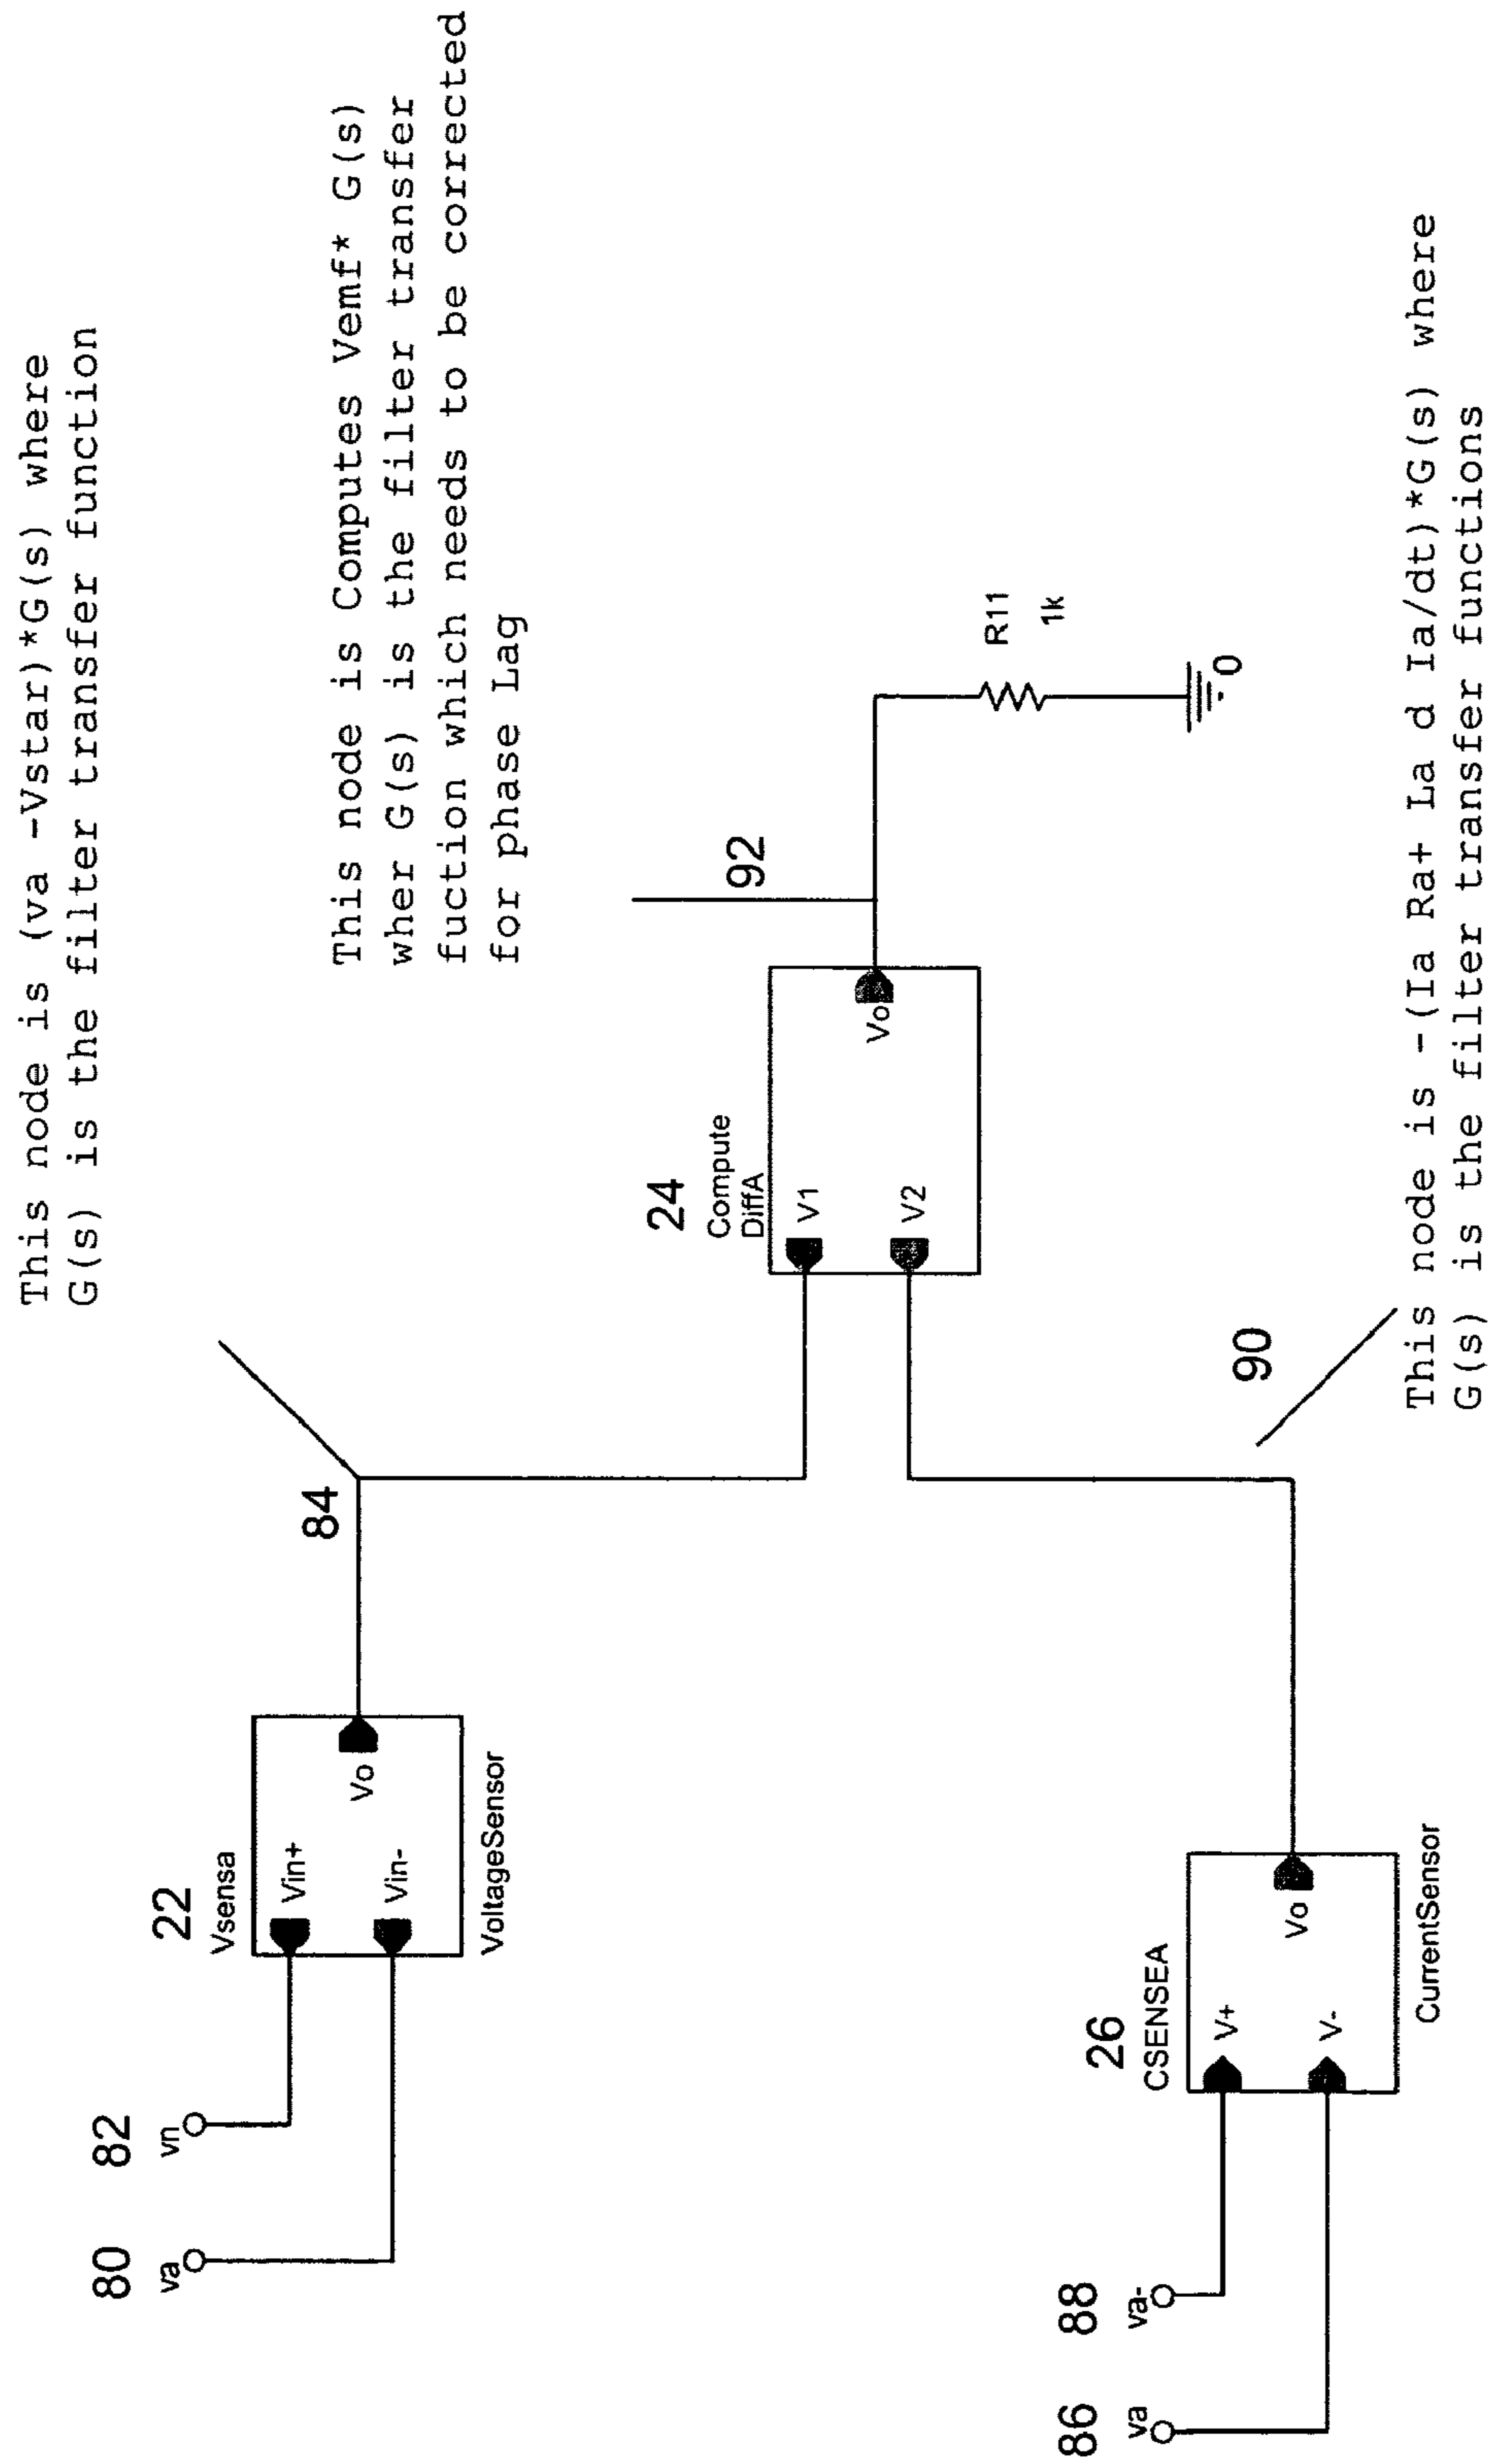 This node is (va -Vstar)*G(s) where
G(s) is the filter transfer function
This node is Computes Vemf* G(s)
wher G(s) is the filter transfer
fuction which needs to be corrected
for phase Lag
80
va
82
vn
22
Vsensa
Vin+
Vin-
Vo
VoltageSensor
84
24
Compute
DiffA
V1
V2
Vo
92
R11
1k
0
86
va
88
va-
26
CSENSEA
V+
V-
Vo
CurrentSensor
90
This node is -(Ia Ra+ La d Ia/dt)*G(s) where
G(s) is the filter transfer functions